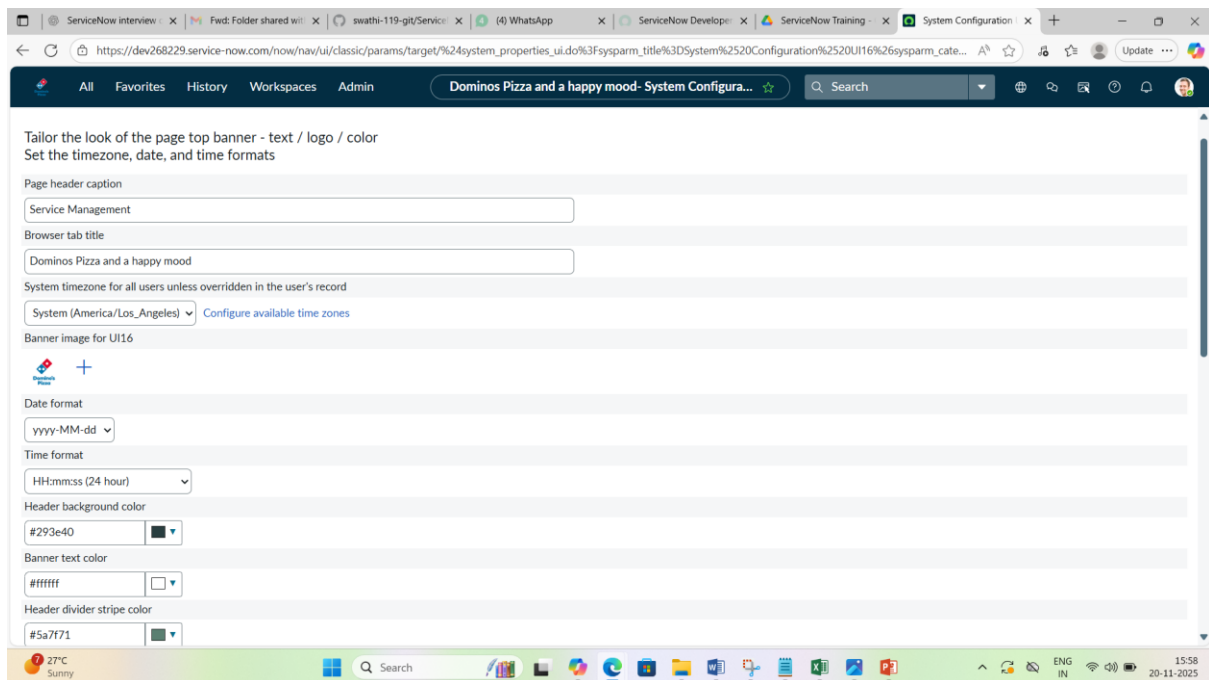 ServiceNow interview
Fwd: Folder shared wit
swathi-119-git/Service
(4) WhatsApp
ServiceNow Developer
ServiceNow Training -
System Configuration
https://dev268229.service-now.com/now/nav/ui/classic/params/target/%24system_properties_ui.do%3Fsysparm_title%3DSystem%2520Configuration%2520UI16%26sysparm_cate...
Update
All Favorites History Workspaces Admin
Dominos Pizza and a happy mood- System Configura...
Search
Tailor the look of the page top banner - text / logo / color
Set the timezone, date, and time formats
Page header caption
Service Management
Browser tab title
Dominos Pizza and a happy mood
System timezone for all users unless overridden in the user's record
System (America/Los_Angeles) Configure available time zones
Banner image for UI16
Domino's
Pizza
Date format
yyyy-MM-dd
Time format
HH:mm:ss (24 hour)
Header background color
#293e40
Banner text color
#ffffff
Header divider stripe color
#5a7f71
7
27°C
Sunny
Search
ENG
IN
15:58
20-11-2025